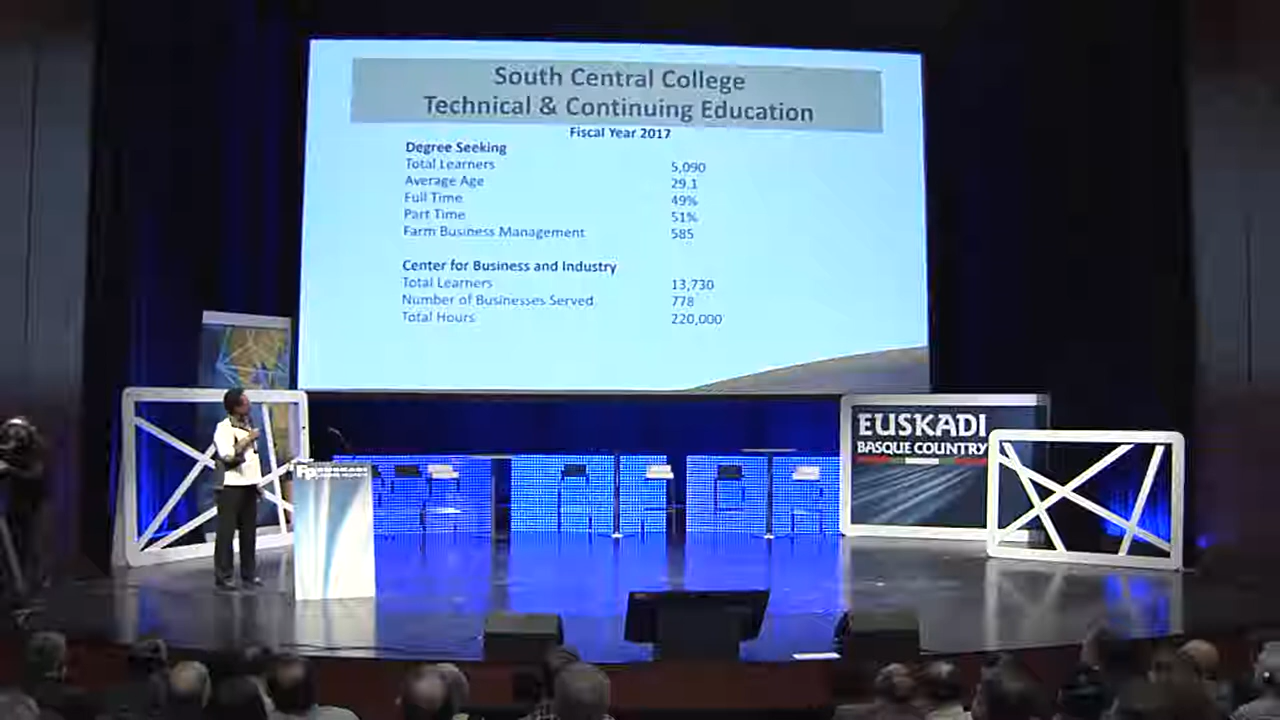 South Central College
Technical & Continuing Education
Fiscal Year 2017
Degree Seeking
Total Learners 5,090
Average Age 29.1
Full Time 49%
Part Time 51%
Farm Business Management 585
Center for Business and Industry
Total Learners 13,730
Number of Businesses Served 778
Total Hours 220,000
EUSKADI
BASQUE COUNTRY